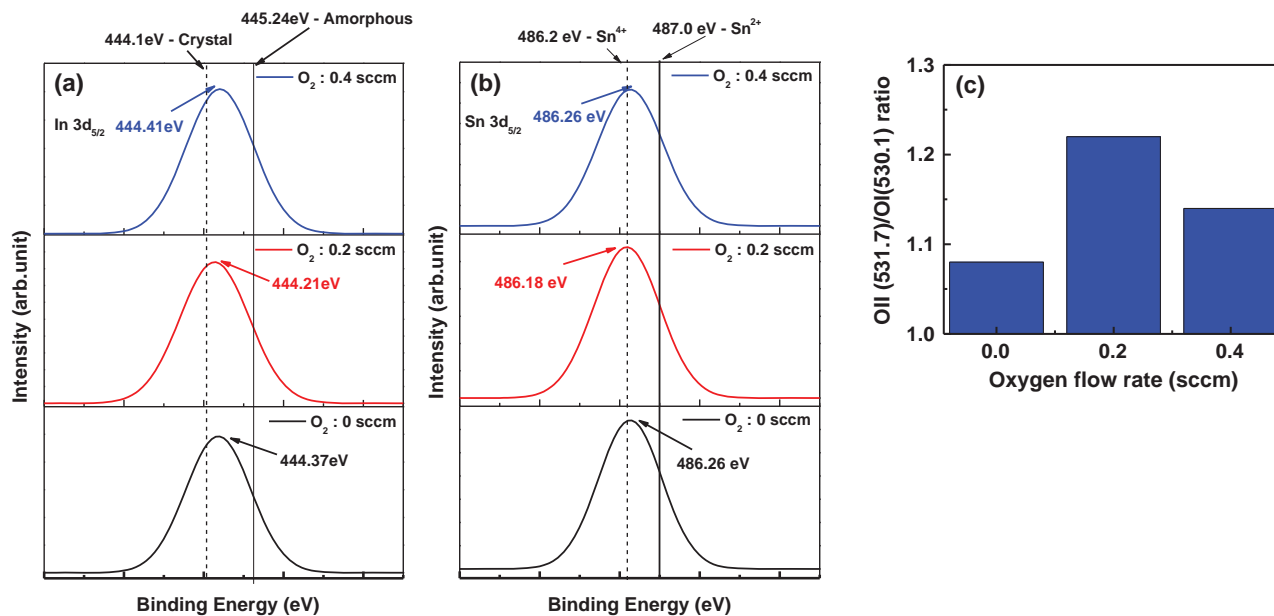 444.1eV - Crystal
445.24eV - Amorphous
(a)
O₂ : 0.4 sccm
In 3d₅/₂
444.41eV
O₂ : 0.2 sccm
444.21eV
O₂ : 0 sccm
444.37eV
Intensity (arb.unit)
Binding Energy (eV)
486.2 eV - Sn⁴⁺
487.0 eV - Sn²⁺
(b)
O₂ : 0.4 sccm
Sn 3d₅/₂
486.26 eV
O₂ : 0.2 sccm
486.18 eV
O₂ : 0 sccm
486.26 eV
Intensity (arb.unit)
Binding Energy (eV)
(c)
OII (531.7)/OI(530.1) ratio
1.3
1.2
1.1
1.0
0.0 0.2 0.4
Oxygen flow rate (sccm)